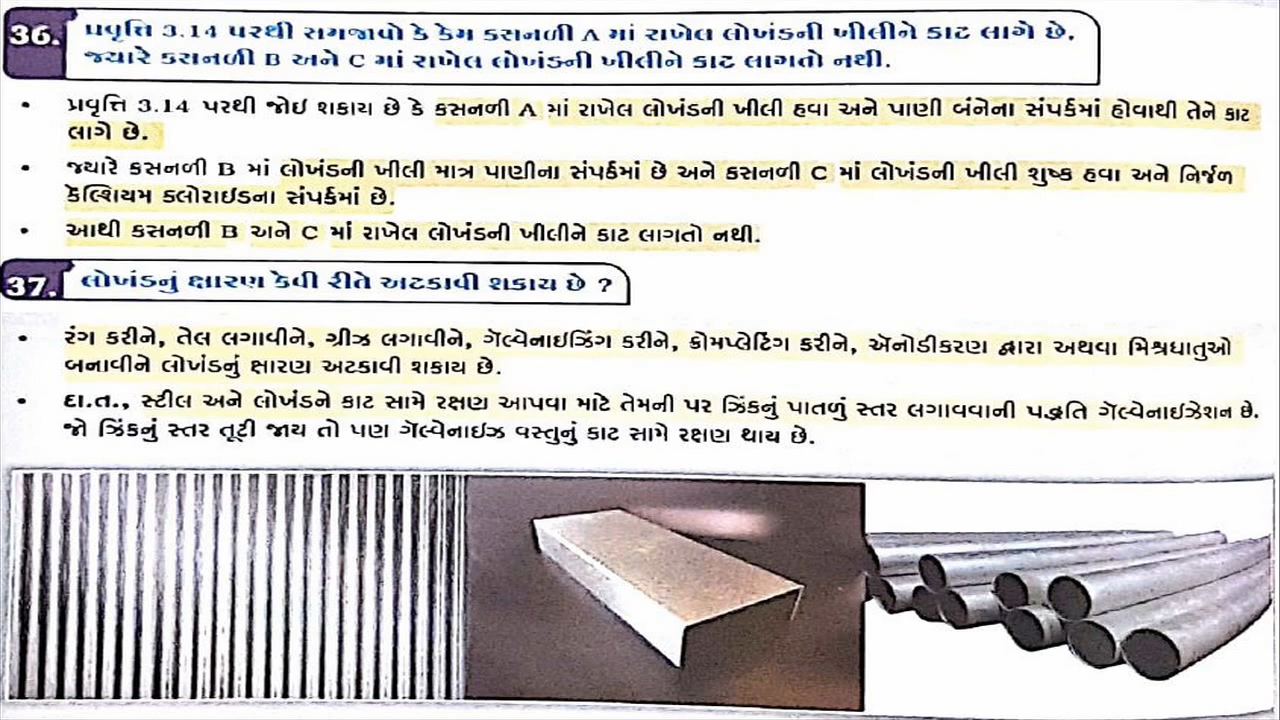 36. પ્રવૃત્તિ 3.14 પરથી સમજાવો કે કેમ કસનળી A માં રાખેલ લોખંડની ખીલીને કાટ લાગે છે,
જ્યારે કસનળી B અને C માં રાખેલ લોખંડની ખીલીને કાટ લાગતો નથી.
• પ્રવૃત્તિ 3.14 પરથી જોઇ શકાય છે કે કસનળી A માં રાખેલ લોખંડની ખીલી હવા અને પાણી બંનેના સંપર્કમાં હોવાથી તેને કાટ
લાગે છે.
• જ્યારે કસનળી B માં લોખંડની ખીલી માત્ર પાણીના સંપર્કમાં છે અને કસનળી C માં લોખંડની ખીલી શુષ્ક હવા અને નિર્જળ
કૅલ્શિયમ ક્લોરાઇડના સંપર્કમાં છે.
• આથી કસનળી B અને C માં રાખેલ લોખંડની ખીલીને કાટ લાગતો નથી.
37. લોખંડનું ક્ષારણ કેવી રીતે અટકાવી શકાય છે ?
• રંગ કરીને, તેલ લગાવીને, ગ્રીઝ લગાવીને, ગૅલ્વેનાઇઝિંગ કરીને, ક્રોમપ્લેટિંગ કરીને, ઍનોડીકરણ દ્વારા અથવા મિશ્રધાતુઓ
બનાવીને લોખંડનું ક્ષારણ અટકાવી શકાય છે.
• દા.ત., સ્ટીલ અને લોખંડને કાટ સામે રક્ષણ આપવા માટે તેમની પર ઝિંકનું પાતળું સ્તર લગાવવાની પદ્ધતિ ગૅલ્વેનાઇઝેશન છે.
જો ઝિંકનું સ્તર તૂટી જાય તો પણ ગૅલ્વેનાઇઝ વસ્તુનું કાટ સામે રક્ષણ થાય છે.